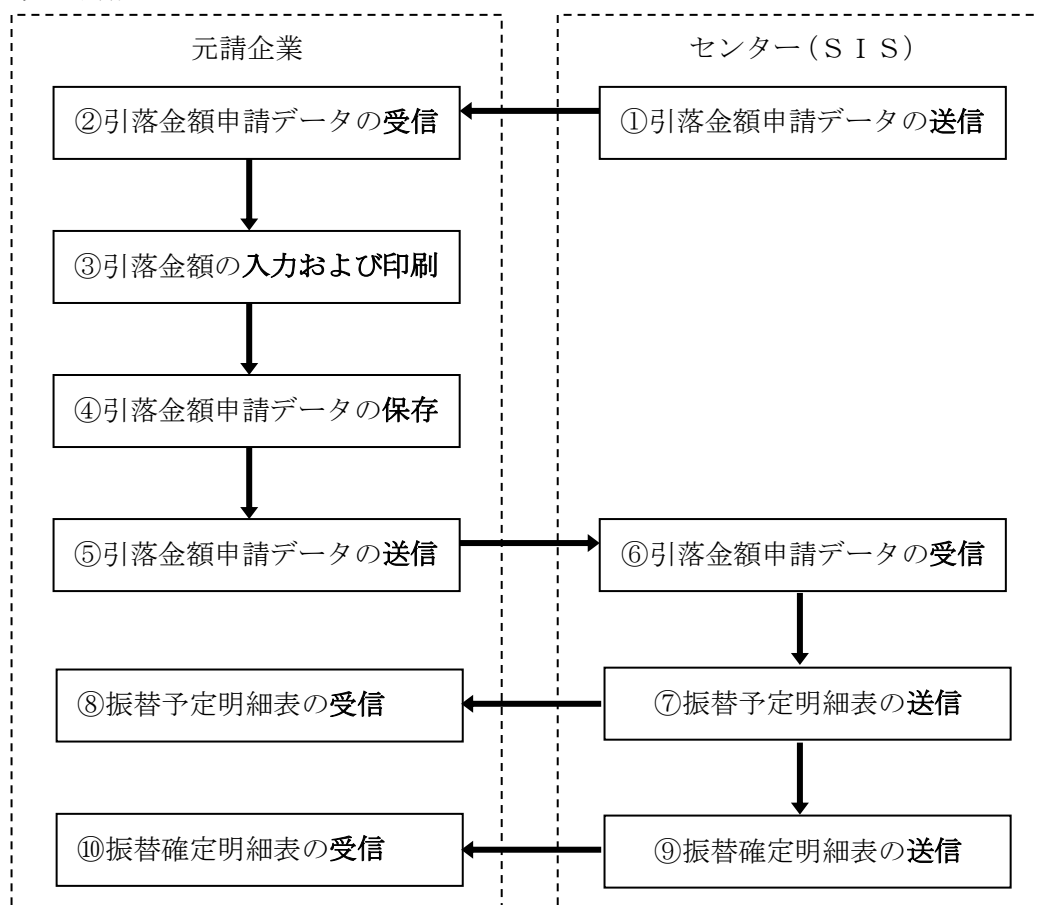 元請企業
センター(ＳＩＳ)
②引落金額申請データの受信
①引落金額申請データの送信
③引落金額の入力および印刷
④引落金額申請データの保存
⑤引落金額申請データの送信
⑥引落金額申請データの受信
⑧振替予定明細表の受信
⑦振替予定明細表の送信
⑩振替確定明細表の受信
⑨振替確定明細表の送信